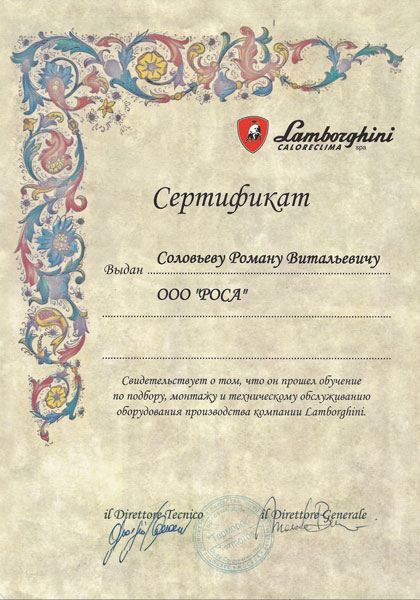 Lamborghini
CALORECLIMA spa
Сертификат
Выдан Соловьеву Роману Витальевичу
ООО "РОСА"
Свидетельствует о том, что он прошел обучение
по подбору, монтажу и техническому обслуживанию
оборудования производства компании Lamborghini.
il Direttore Tecnico il Direttore Generale